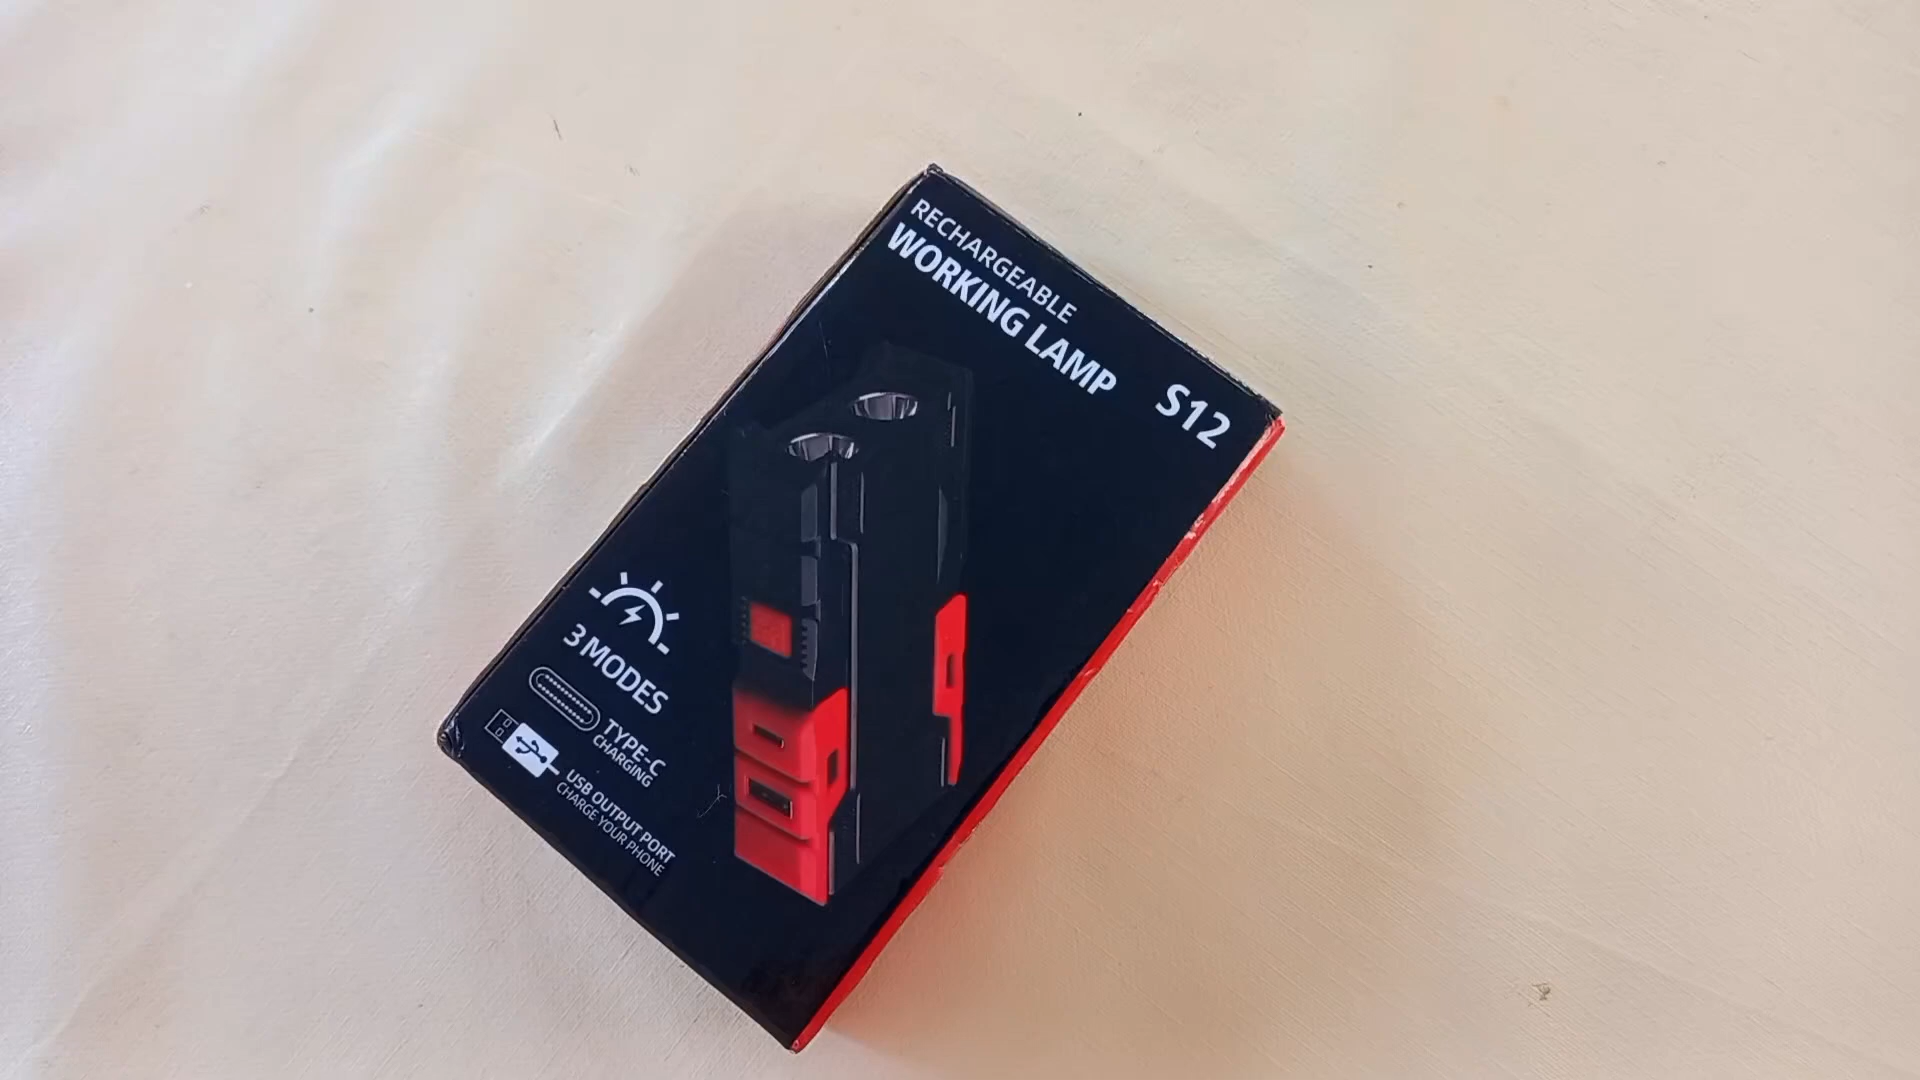 RECHARGEABLE
WORKING LAMP
S12
3 MODES
TYPE-C
CHARGING
USB OUTPUT PORT
CHARGE YOUR PHONE